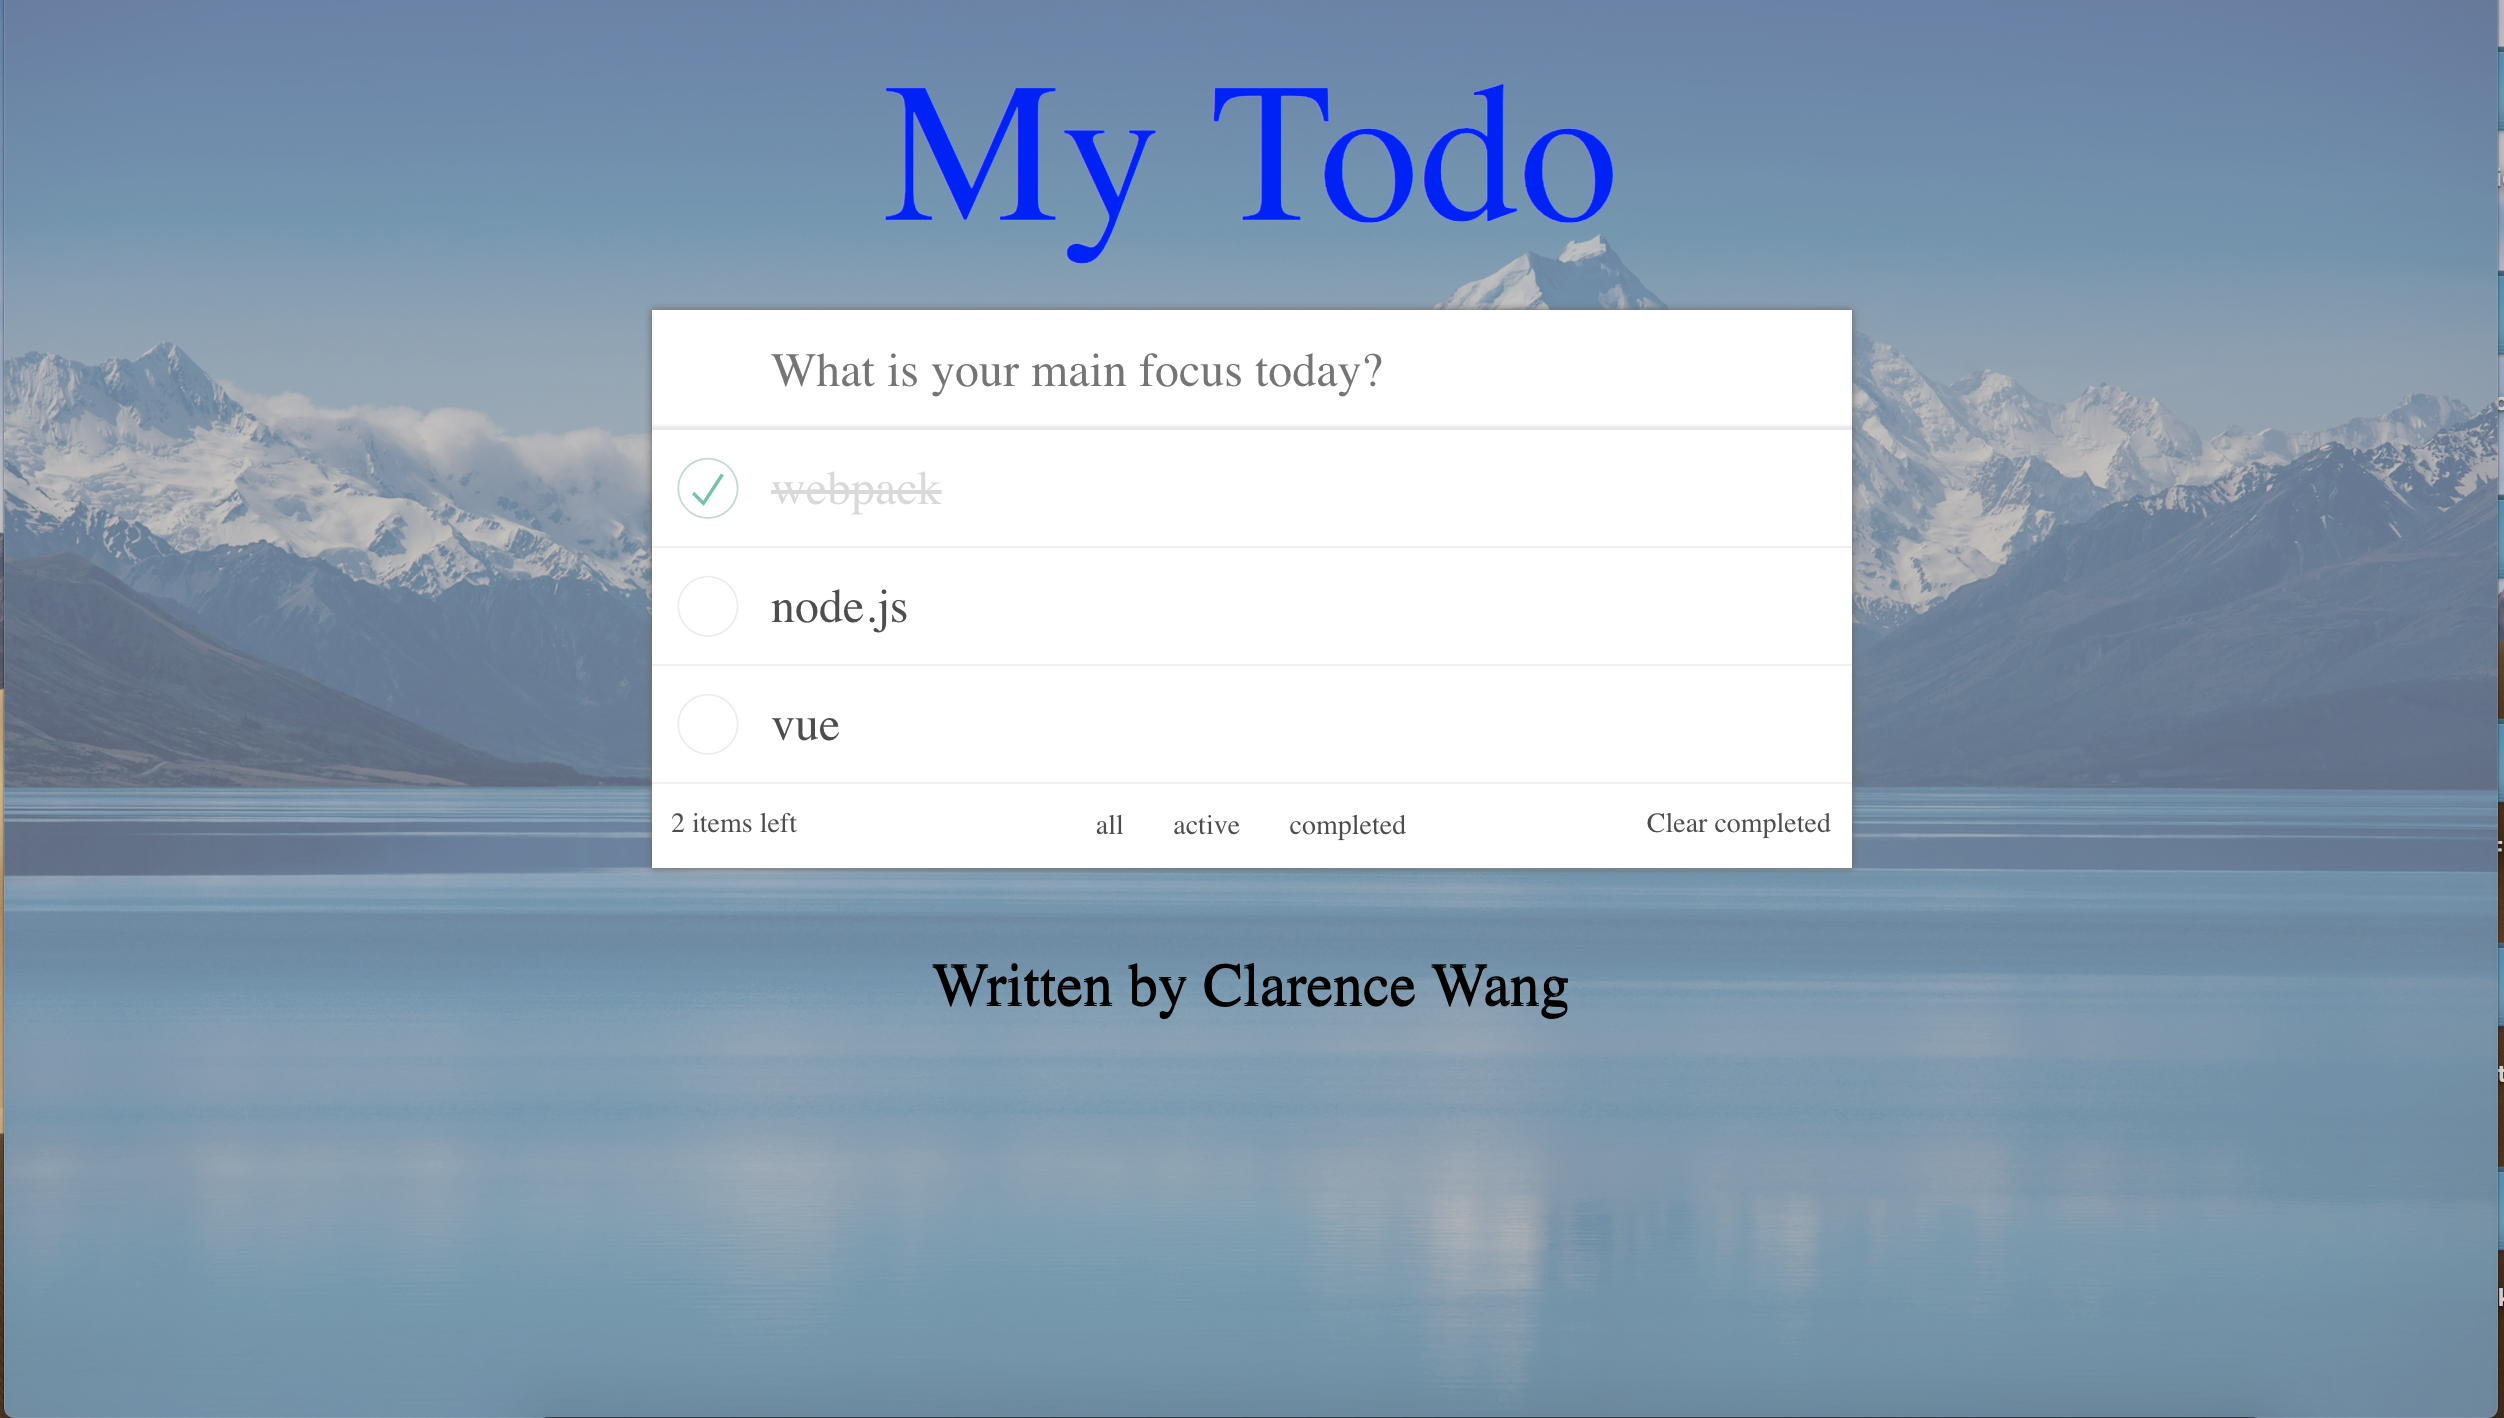 My Todo
What is your main focus today?
webpack
node.js
vue
2 items left all active completed Clear completed
Written by Clarence Wang